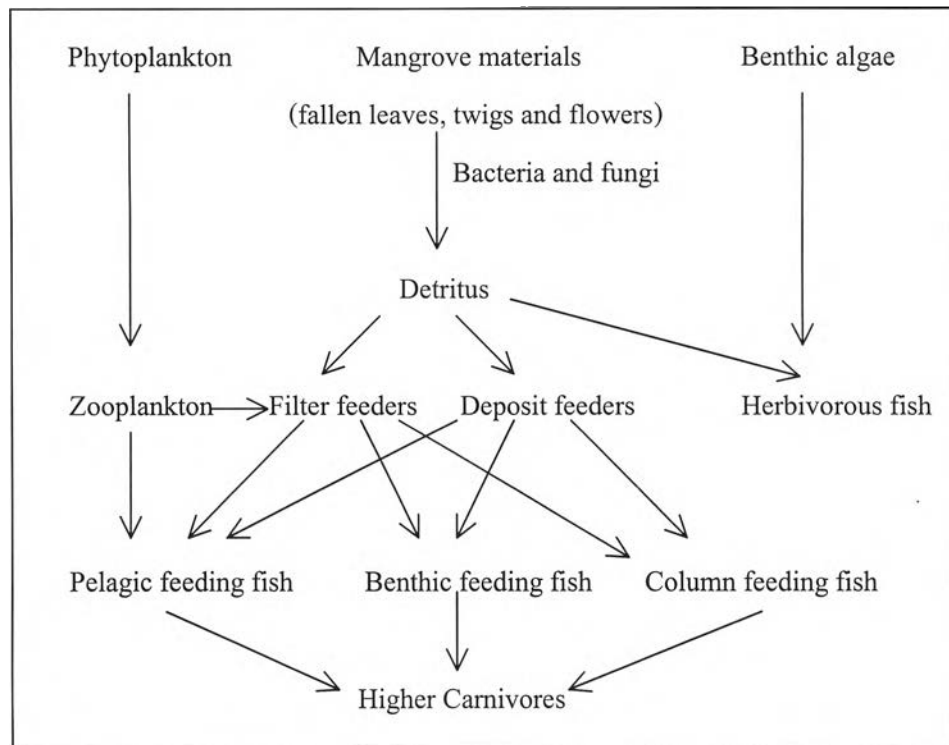 Phytoplankton Mangrove materials Benthic algae
(fallen leaves, twigs and flowers)
Bacteria and fungi
Detritus
Zooplankton Filter feeders Deposit feeders Herbivorous fish
Pelagic feeding fish Benthic feeding fish Column feeding fish
Higher Carnivores